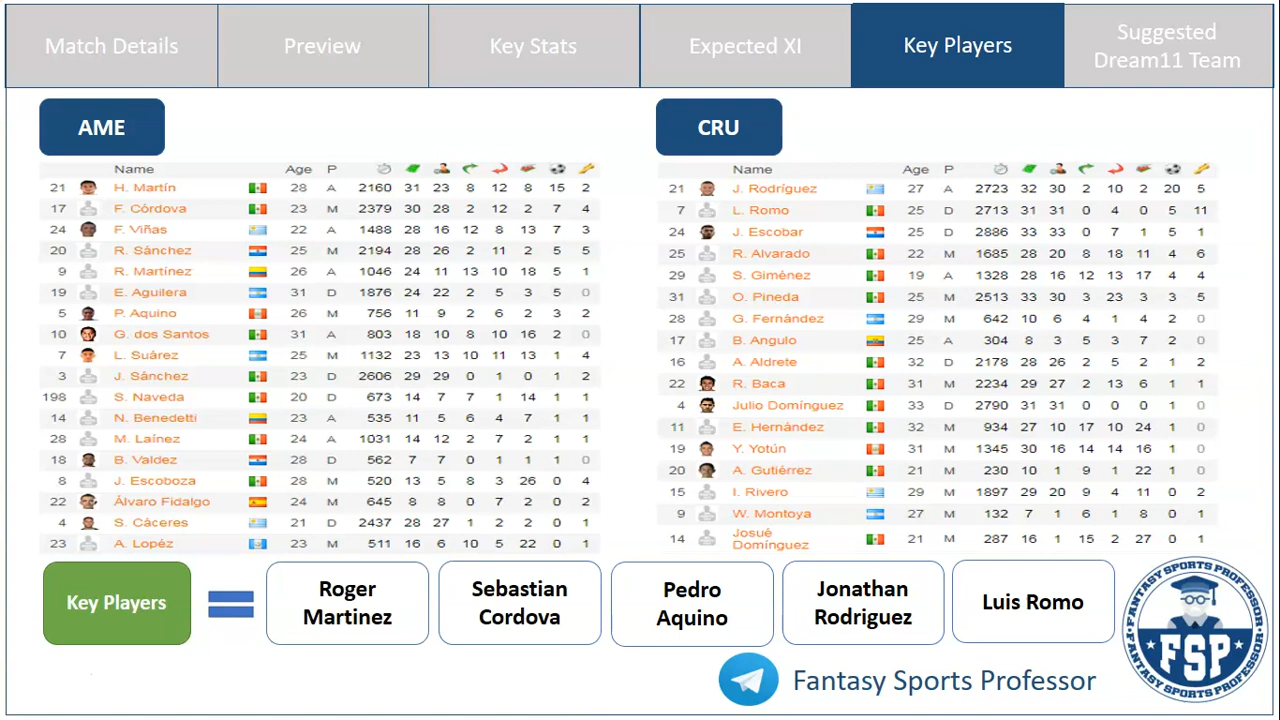 Match Details
Preview
Key Stats
Expected XI
Key Players
Suggested
Dream11 Team
AME
Name Age P
21 H. Martín 28 A 2160 31 23 8 12 8 15 2
17 F. Córdova 23 M 2379 30 28 2 12 2 7 4
24 F. Viñas 22 A 1488 28 16 12 8 13 7 3
20 R. Sánchez 25 M 2194 28 26 2 11 2 5 5
9 R. Martínez 26 A 1046 24 11 13 10 18 5 1
19 E. Aguilera 31 D 1876 24 22 2 5 3 5 0
5 P. Aquino 26 M 756 11 9 2 6 2 3 2
10 G. dos Santos 31 A 803 18 10 8 10 16 2 0
7 L. Suárez 25 M 1132 23 13 10 11 13 1 4
3 J. Sánchez 23 D 2606 29 29 0 1 0 1 2
198 S. Naveda 20 D 673 14 7 7 1 14 1 1
14 N. Benedetti 23 A 535 11 5 6 4 7 1 1
28 M. Laínez 24 A 1031 14 12 2 7 2 1 1
18 B. Valdez 28 D 562 7 7 0 1 1 1 0
8 J. Escoboza 28 M 520 13 5 8 3 26 0 4
22 Álvaro Fidalgo 24 M 645 8 8 0 7 2 0 2
4 S. Cáceres 21 D 2437 28 27 1 2 2 0 1
23 A. Lopéz 23 M 511 16 6 10 5 22 0 1
CRU
Name Age P
21 J. Rodríguez 27 A 2723 32 30 2 10 2 20 5
7 L. Romo 25 D 2713 31 31 0 4 0 5 11
24 J. Escobar 25 D 2886 33 33 0 7 1 5 1
25 R. Alvarado 22 M 1685 28 20 8 18 11 4 6
29 S. Giménez 19 A 1328 28 16 12 13 17 4 4
31 O. Pineda 25 M 2513 33 30 3 23 3 3 5
28 G. Fernández 29 M 642 10 6 4 1 4 2 0
17 B. Angulo 25 A 304 8 3 5 3 7 2 0
16 A. Aldrete 32 D 2178 28 26 2 5 2 1 2
22 R. Baca 31 M 2234 29 27 2 13 6 1 1
4 Julio Domínguez 33 D 2790 31 31 0 0 0 1 0
11 E. Hernández 32 M 934 27 10 17 10 24 1 0
19 Y. Yotún 31 M 1345 30 16 14 14 16 1 0
20 A. Gutiérrez 21 M 230 10 1 9 1 22 1 0
15 I. Rivero 29 M 1897 29 20 9 4 11 0 2
9 W. Montoya 27 M 132 7 1 6 1 8 0 1
14 Josué
Domínguez 21 M 287 16 1 15 2 27 0 1
Key Players
Roger
Martinez
Sebastian
Cordova
Pedro
Aquino
Jonathan
Rodriguez
Luis Romo
Fantasy Sports Professor
FANTASY SPORTS PROFESSOR
FSP
FANTASY SPORTS PROFESSOR